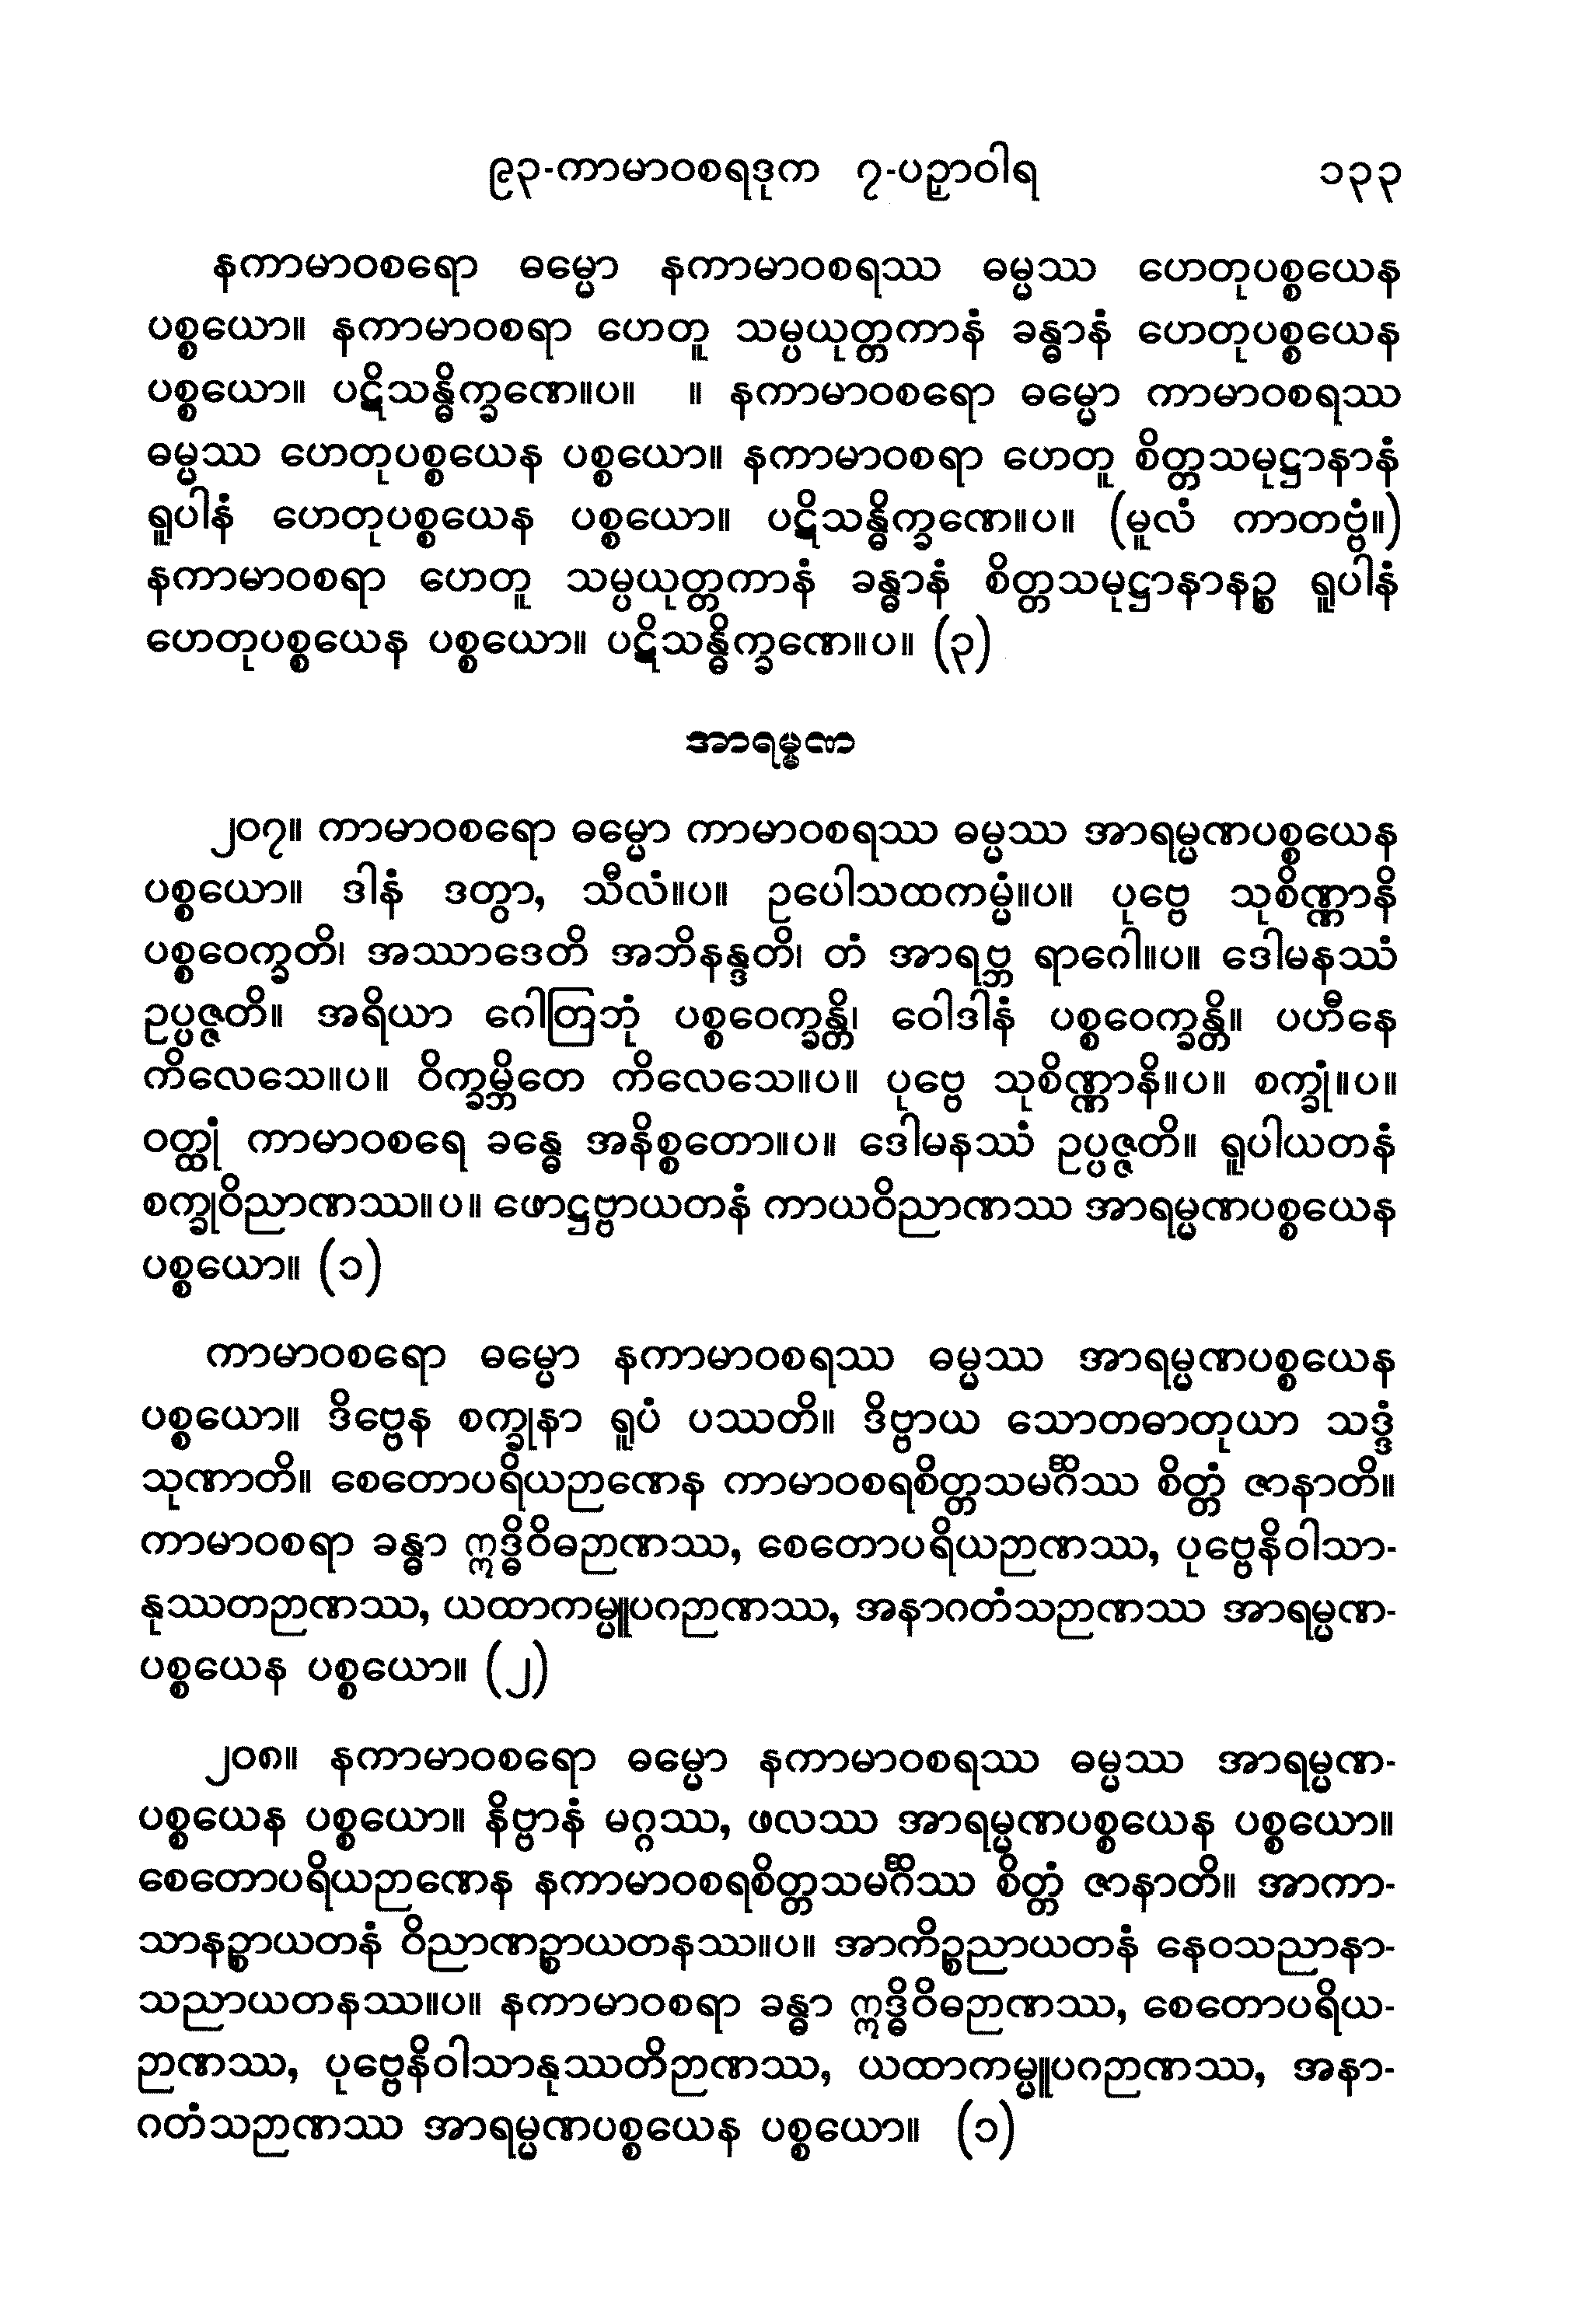 ၉၃-ကာမာဝစရဒုက ၇-ပဉှာဝါရ ၁၃၃
နကာမာဝစရော ဓမ္မော နကာမာဝစရဿ ဓမ္မဿ ဟေတုပစ္စယေန
ပစ္စယော။ နကာမာဝစရာ ဟေတူ သမ္ပယုတ္တကာနံ ခန္ဓာနံ ဟေတုပစ္စယေန
ပစ္စယော။ ပဋိသန္ဓိက္ခဏေ။ပ။ ။ နကာမာဝစရော ဓမ္မော ကာမာဝစရဿ
ဓမ္မဿ ဟေတုပစ္စယေန ပစ္စယော။ နကာမာဝစရာ ဟေတူ စိတ္တသမုဋ္ဌာနာနံ
ရူပါနံ ဟေတုပစ္စယေန ပစ္စယော။ ပဋိသန္ဓိက္ခဏေ။ပ။ (မူလံ ကာတဗ္ဗံ။)
နကာမာဝစရာ ဟေတူ သမ္ပယုတ္တကာနံ ခန္ဓာနံ စိတ္တသမုဋ္ဌာနာနဉ္စ ရူပါနံ
ဟေတုပစ္စယေန ပစ္စယော။ ပဋိသန္ဓိက္ခဏေ။ပ။ (၃)
အာရမ္မဏ
၂၀၇။ ကာမာဝစရော ဓမ္မော ကာမာဝစရဿ ဓမ္မဿ အာရမ္မဏပစ္စယေန
ပစ္စယော။ ဒါနံ ဒတွာ, သီလံ။ပ။ ဥပေါသထကမ္မံ။ပ။ ပုဗ္ဗေ သုစိဏ္ဏာနိ
ပစ္စဝေက္ခတိ၊ အဿာဒေတိ အဘိနန္ဒတိ၊ တံ အာရဗ္ဘ ရာဂေါ။ပ။ ဒေါမနဿံ
ဥပ္ပဇ္ဇတိ။ အရိယာ ဂေါတြဘုံ ပစ္စဝေက္ခန္တိ၊ ဝေါဒါနံ ပစ္စဝေက္ခန္တိ။ ပဟီနေ
ကိလေသေ။ပ။ ဝိက္ခမ္ဘိတေ ကိလေသေ။ပ။ ပုဗ္ဗေ သုစိဏ္ဏာနိ။ပ။ စက္ခုံ။ပ။
ဝတ္ထုံ ကာမာဝစရေ ခန္ဓေ အနိစ္စတော။ပ။ ဒေါမနဿံ ဥပ္ပဇ္ဇတိ။ ရူပါယတနံ
စက္ခုဝိညာဏဿ။ပ။ ဖောဋ္ဌဗ္ဗာယတနံ ကာယဝိညာဏဿ အာရမ္မဏပစ္စယေန
ပစ္စယော။ (၁)
ကာမာဝစရော ဓမ္မော နကာမာဝစရဿ ဓမ္မဿ အာရမ္မဏပစ္စယေန
ပစ္စယော။ ဒိဗ္ဗေန စက္ခုနာ ရူပံ ပဿတိ။ ဒိဗ္ဗာယ သောတဓာတုယာ သဒ္ဒံ
သုဏာတိ။ စေတောပရိယဉာဏေန ကာမာဝစရစိတ္တသမင်္ဂိဿ စိတ္တံ ဇာနာတိ။
ကာမာဝစရာ ခန္ဓာ ဣဒ္ဓိဝိဓဉာဏဿ, စေတောပရိယဉာဏဿ, ပုဗ္ဗေနိဝါသာ-
နုဿတဉာဏဿ, ယထာကမ္မူပဂဉာဏဿ, အနာဂတံသဉာဏဿ အာရမ္မဏ-
ပစ္စယေန ပစ္စယော။ (၂)
၂၀၈။ နကာမာဝစရော ဓမ္မော နကာမာဝစရဿ ဓမ္မဿ အာရမ္မဏ-
ပစ္စယေန ပစ္စယော။ နိဗ္ဗာနံ မဂ္ဂဿ, ဖလဿ အာရမ္မဏပစ္စယေန ပစ္စယော။
စေတောပရိယဉာဏေန နကာမာဝစရစိတ္တသမင်္ဂိဿ စိတ္တံ ဇာနာတိ။ အာကာ-
သာနဉ္စာယတနံ ဝိညာဏဉ္စာယတနဿ။ပ။ အာကိဉ္စညာယတနံ နေဝသညာနာ-
သညာယတနဿ။ပ။ နကာမာဝစရာ ခန္ဓာ ဣဒ္ဓိဝိဓဉာဏဿ, စေတောပရိယ-
ဉာဏဿ, ပုဗ္ဗေနိဝါသာနုဿတိဉာဏဿ, ယထာကမ္မူပဂဉာဏဿ, အနာ-
ဂတံသဉာဏဿ အာရမ္မဏပစ္စယေန ပစ္စယော။ (၁)